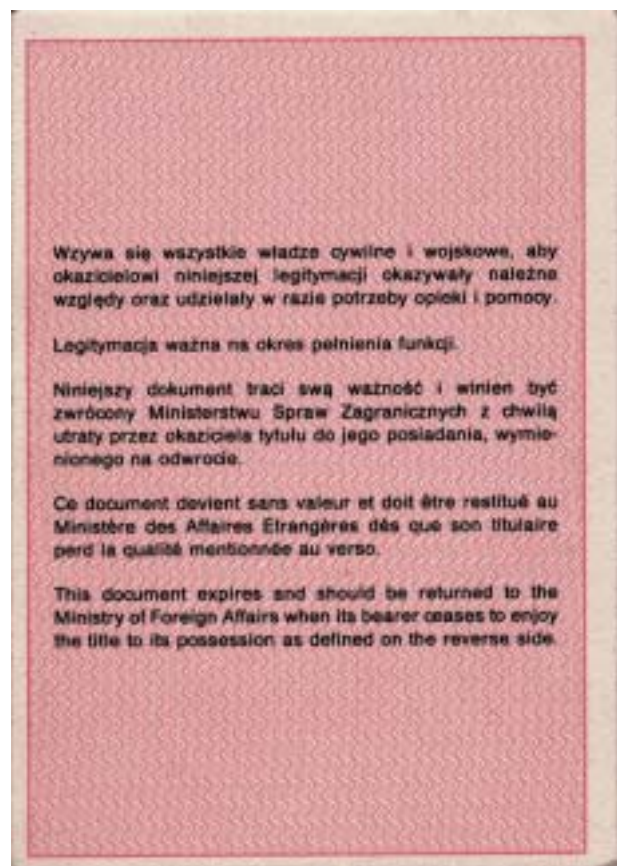 Wzywa się wszystkie władze cywilne i wojskowe, aby
okazicielowi niniejszej legitymacji okazywały należne
względy oraz udzielały w razie potrzeby opieki i pomocy.
Legitymacja ważna na okres pełnienia funkcji.
Niniejszy dokument traci swą ważność i winien być
zwrócony Ministerstwu Spraw Zagranicznych z chwilą
utraty przez okaziciela tytułu do jego posiadania, wymie-
nionego na odwrocie.
Ce document devient sans valeur et doit être restitué au
Ministère des Affaires Etrangères dès que son titulaire
perd la qualité mentionnée au verso.
This document expires and should be returned to the
Ministry of Foreign Affairs when its bearer ceases to enjoy
the title to its possession as defined on the reverse side.